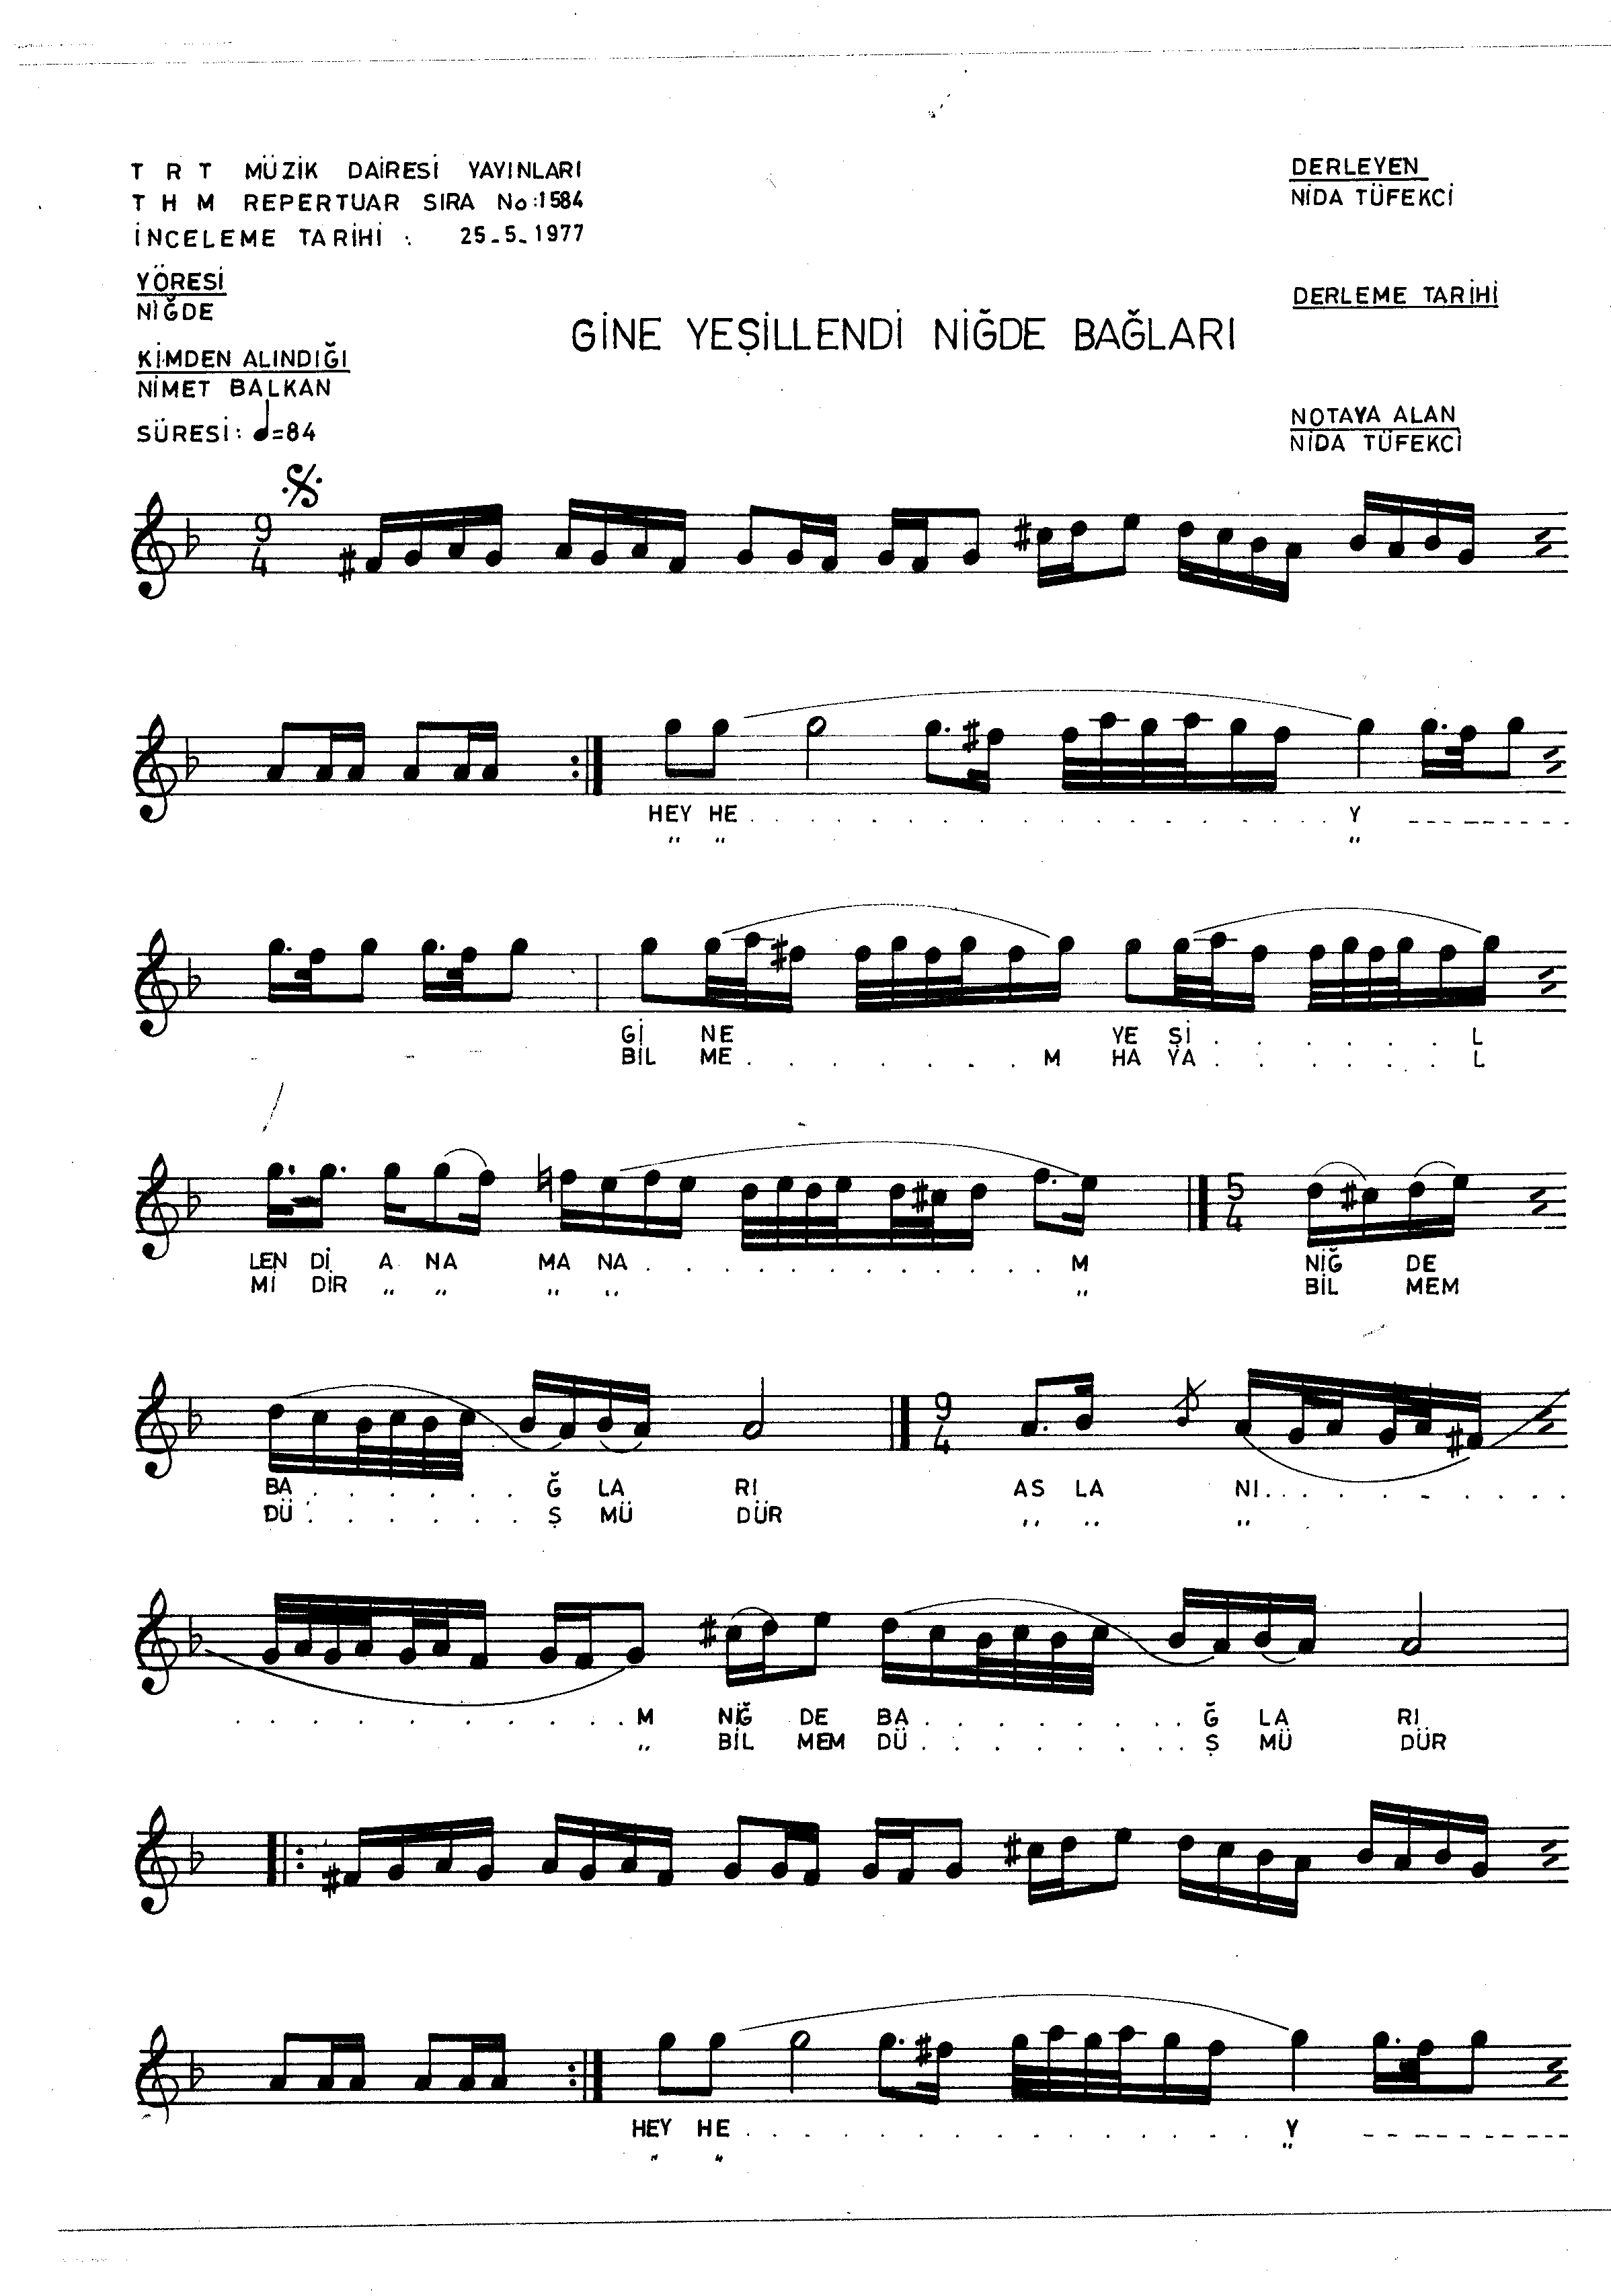 T R T MÜZİK DAİRESİ YAYINLARI
T H M REPERTUAR SIRA No:1584
İNCELEME TARİHİ : 25-5-1977
DERLEYEN
NİDA TÜFEKCİ
YÖRESİ
NİĞDE
DERLEME TARİHİ
GİNE YEŞİLLENDİ NİĞDE BAĞLARI
KİMDEN ALINDIĞI
NİMET BALKAN
NOTAYA ALAN
NİDA TÜFEKCİ
SÜRESİ: ♩=84
9
4
HEY HE . . . . . . . . . . . . . . . Y ----------
" " "
Gİ NE YE Şİ . . . . . . L
BİL ME . . . . . . . M HA YA . . . . . . L
5
4
LEN Dİ A NA MA NA . . . . . . . . . . . M NİĞ DE
Mİ DİR " " " " " BİL MEM
9
4
BA . . . . . . Ğ LA RI AS LA NI . . . . . . . .
DÜ . . . . . . Ş MÜ DÜR " " "
. . . . . . . . . . . M NİĞ DE BA . . . . . . . . Ğ LA RI
" BİL MEM DÜ . . . . . . . . Ş MÜ DÜR
HEY HE . . . . . . . . . . . . . . Y ----------
" " "